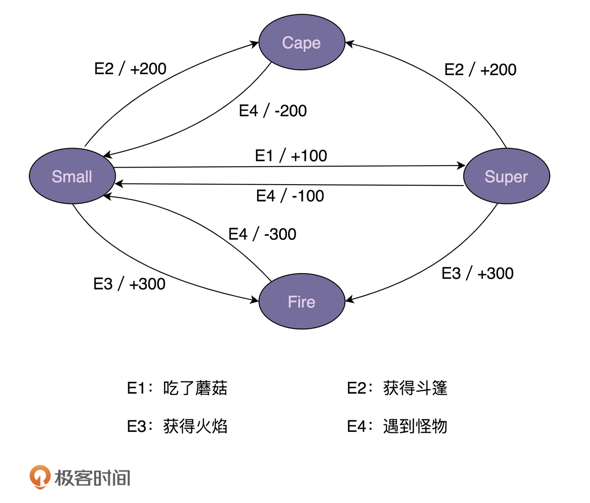 Cape
E2 / +200
E2 / +200
E4 / -200
E1 / +100
Small
Super
E4 / -100
E4 / -300
E3 / +300
E3 / +300
Fire
E1：吃了蘑菇
E2：获得斗篷
E3：获得火焰
E4：遇到怪物
极客时间